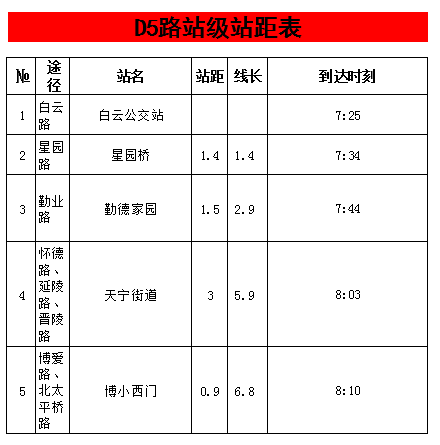 D5路站级站距表
№ 途径 站名 站距 线长 到达时刻
1 白云路 白云公交站 7:25
2 星园路 星园桥 1.4 1.4 7:34
3 勤业路 勤德家园 1.5 2.9 7:44
4 怀德路、延陵路、晋陵路 天宁街道 3 5.9 8:03
5 博爱路、北太平桥路 博小西门 0.9 6.8 8:10